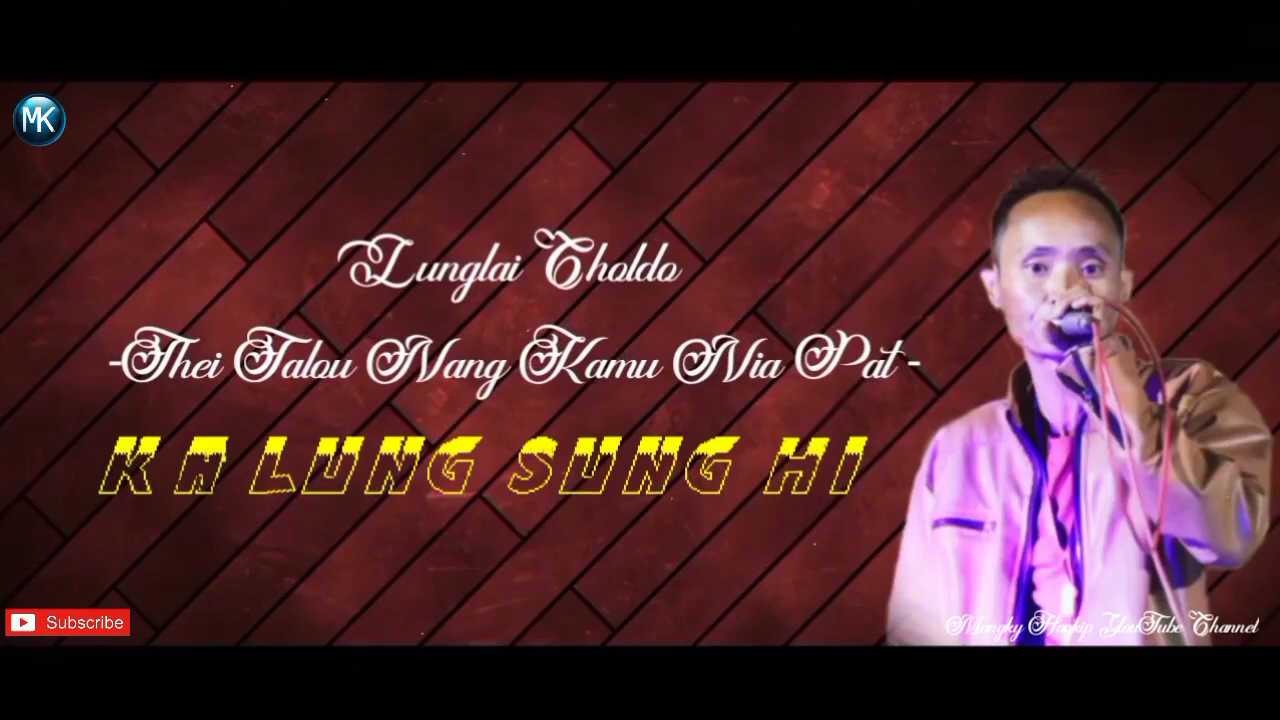 MK
Lunglai Choldo
-Thei Talou Nang Kamu Nia Pat-
KA LUNG SUNG HI
Subscribe
Mangky Haokip YouTube Channel